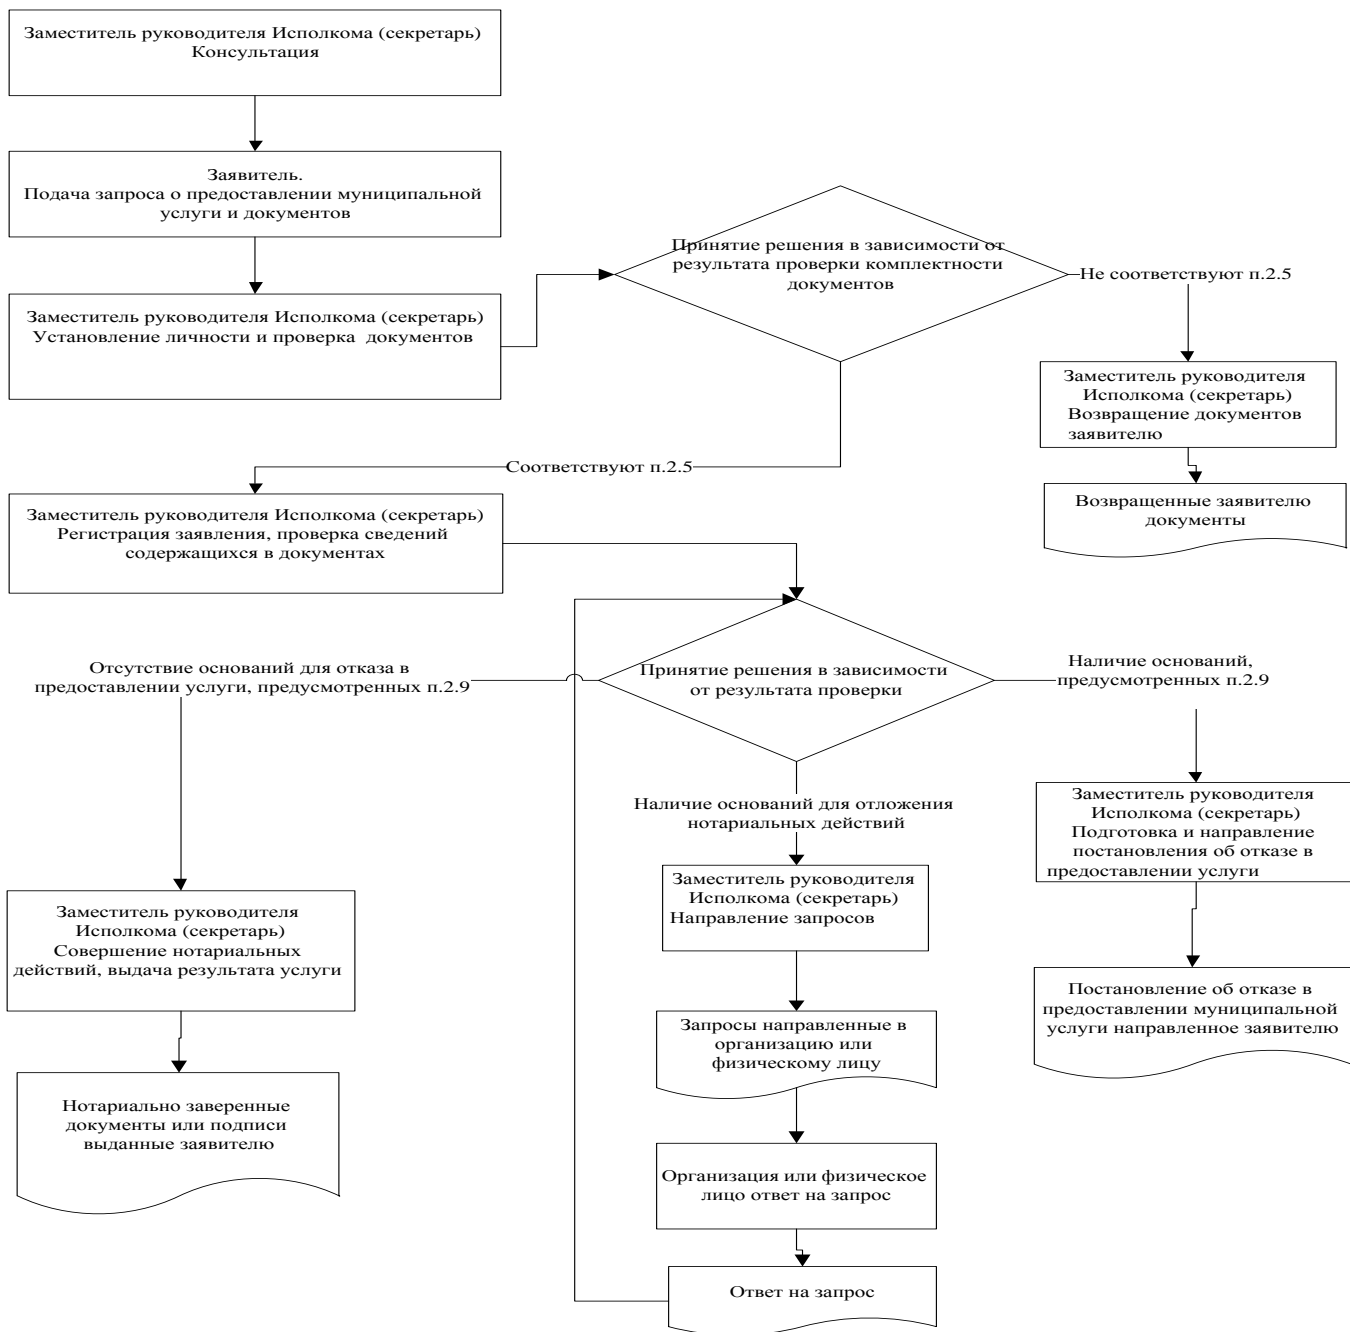 Заместитель руководителя Исполкома (секретарь)
Консультация
Заявитель.
Подача запроса о предоставлении муниципальной
услуги и документов
Заместитель руководителя Исполкома (секретарь)
Установление личности и проверка документов
Принятие решения в зависимости от
результата проверки комплектности
документов
Не соответствуют п.2.5
Заместитель руководителя
Исполкома (секретарь)
Возвращение документов
заявителю
Возвращенные заявителю
документы
Соответствуют п.2.5
Заместитель руководителя Исполкома (секретарь)
Регистрация заявления, проверка сведений
содержащихся в документах
Принятие решения в зависимости
от результата проверки
Отсутствие оснований для отказа в
предоставлении услуги, предусмотренных п.2.9
Наличие оснований,
предусмотренных п.2.9
Наличие оснований для отложения
нотариальных действий
Заместитель руководителя
Исполкома (секретарь)
Подготовка и направление
постановления об отказе в
предоставлении услуги
Заместитель руководителя
Исполкома (секретарь)
Направление запросов
Заместитель руководителя
Исполкома (секретарь)
Совершение нотариальных
действий, выдача результата услуги
Постановление об отказе в
предоставлении муниципальной
услуги направленное заявителю
Запросы направленные в
организацию или
физическому лицу
Нотариально заверенные
документы или подписи
выданные заявителю
Организация или физическое
лицо ответ на запрос
Ответ на запрос